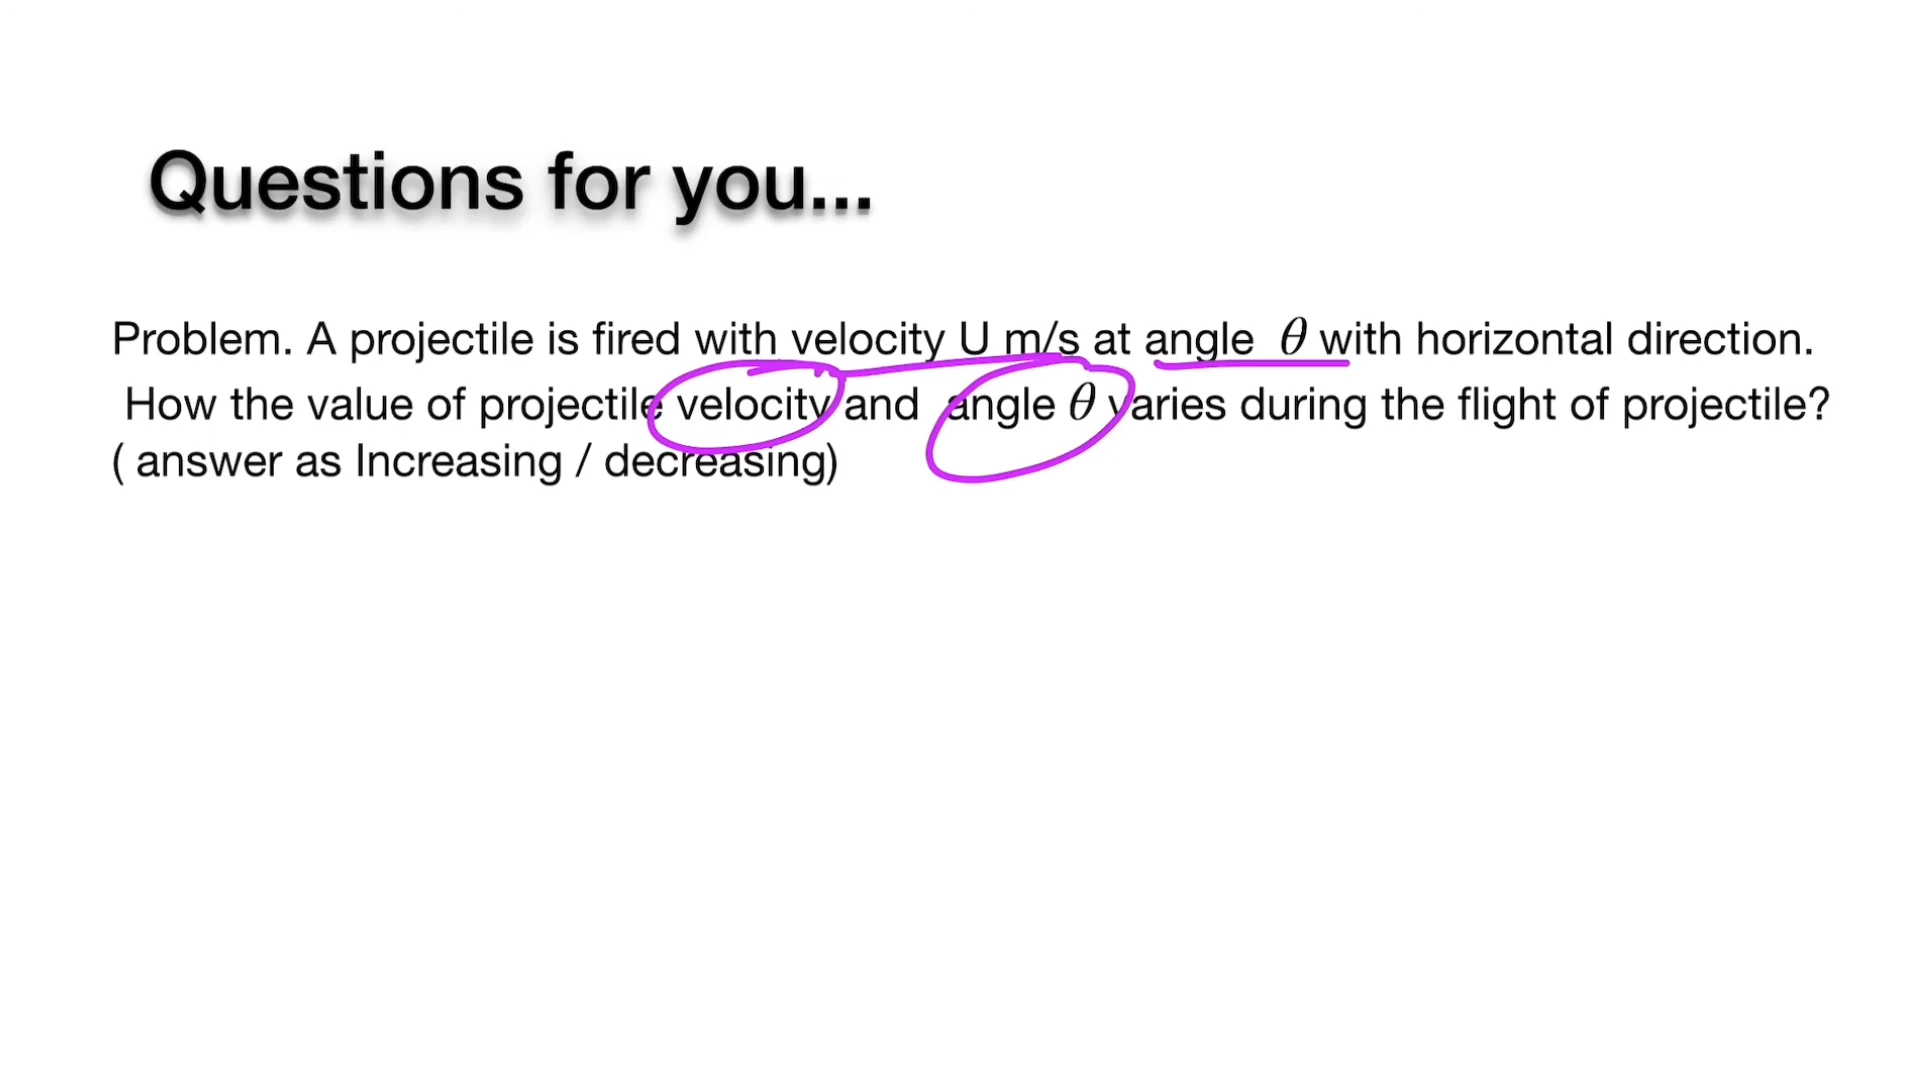 Questions for you...
Problem. A projectile is fired with velocity U m/s at angle θ with horizontal direction.
How the value of projectile velocity and angle θ varies during the flight of projectile?
( answer as Increasing / decreasing)